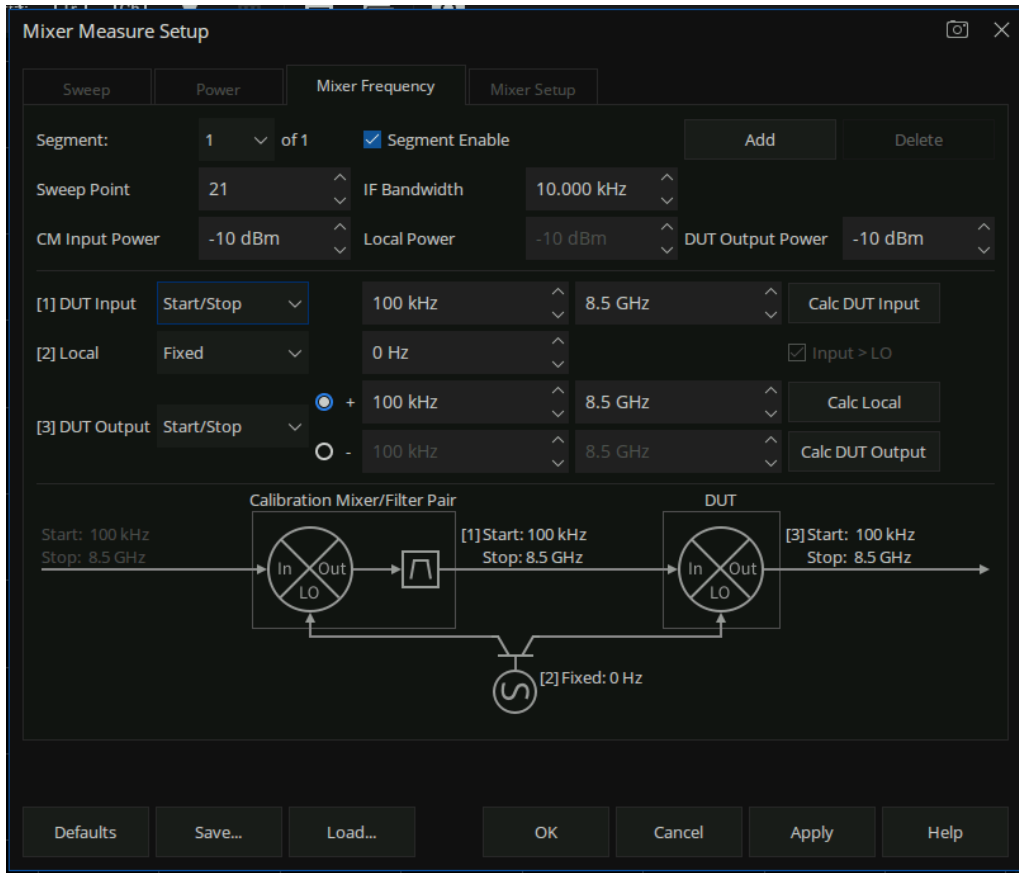 Mixer Measure Setup
Sweep Power Mixer Frequency Mixer Setup
Segment: 1 of 1 Segment Enable Add Delete
Sweep Point 21 IF Bandwidth 10.000 kHz
CM Input Power -10 dBm Local Power -10 dBm DUT Output Power -10 dBm
[1] DUT Input Start/Stop 100 kHz 8.5 GHz Calc DUT Input
[2] Local Fixed 0 Hz Input > LO
+ 100 kHz 8.5 GHz Calc Local
[3] DUT Output Start/Stop
- 100 kHz 8.5 GHz Calc DUT Output
Calibration Mixer/Filter Pair DUT
Start: 100 kHz [1] Start: 100 kHz [3] Start: 100 kHz
Stop: 8.5 GHz Stop: 8.5 GHz Stop: 8.5 GHz
In Out In Out
LO LO
[2] Fixed: 0 Hz
Defaults Save... Load... OK Cancel Apply Help